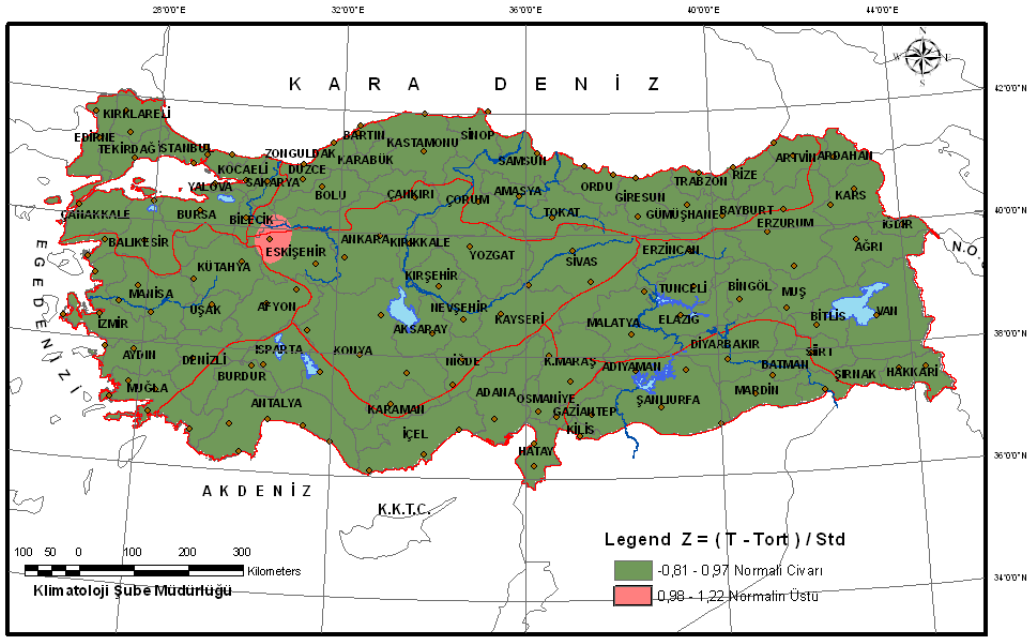 28°0'0"E 32°0'0"E 36°0'0"E 40°0'0"E 44°0'0"E
N
W E
S
K A R A D E N İ Z
42°0'0"N
KIRKLARELİ
EDİRNE
TEKİRDAĞ İSTANBUL
BARTIN
KASTAMONU
SİNOP
ZONGULDAK
KARABÜK
SAMSUN
ARTVİN ARDAHAN
KOCAELİ
DÜZCE
SAKARYA
YALOVA
BOLU
ÇANKIRI
ÇORUM
AMASYA
ORDU
GİRESUN
TRABZON
RİZE
KARS
ÇANAKKALE
BURSA
BİLECİK
TOKAT
GÜMÜŞHANE
BAYBURT
ERZURUM
IĞDIR
40°0'0"N
BALIKESİR
ESKİŞEHİR
ANKARA
KIRIKKALE
YOZGAT
SİVAS
ERZİNCAN
AĞRI
N.O.
E G E D E N İ Z İ
KÜTAHYA
KIRŞEHİR
TUNCELİ
BİNGÖL
MUŞ
MANİSA
UŞAK
AFYON
NEVŞEHİR
KAYSERİ
MALATYA
ELAZIĞ
BİTLİS
VAN
İZMİR
AKSARAY
38°0'0"N
AYDIN
DENİZLİ
ISPARTA
KONYA
NİĞDE
K.MARAŞ
ADIYAMAN
DİYARBAKIR
BATMAN
SİİRT
ŞIRNAK
HAKKARİ
MUĞLA
BURDUR
ANTALYA
KARAMAN
ADANA
OSMANİYE
GAZİANTEP
ŞANLIURFA
MARDİN
İÇEL
KİLİS
HATAY
36°0'0"N
A K D E N İ Z
K.K.T.C.
Legend Z = ( T - Tort ) / Std
100 50 0 100 200 300
Kilometers
-0,81 - 0,97 Normali Civarı
Klimatoloji Şube Müdürlüğü
0,98 - 1,22 Normalin Üstü
34°0'0"N